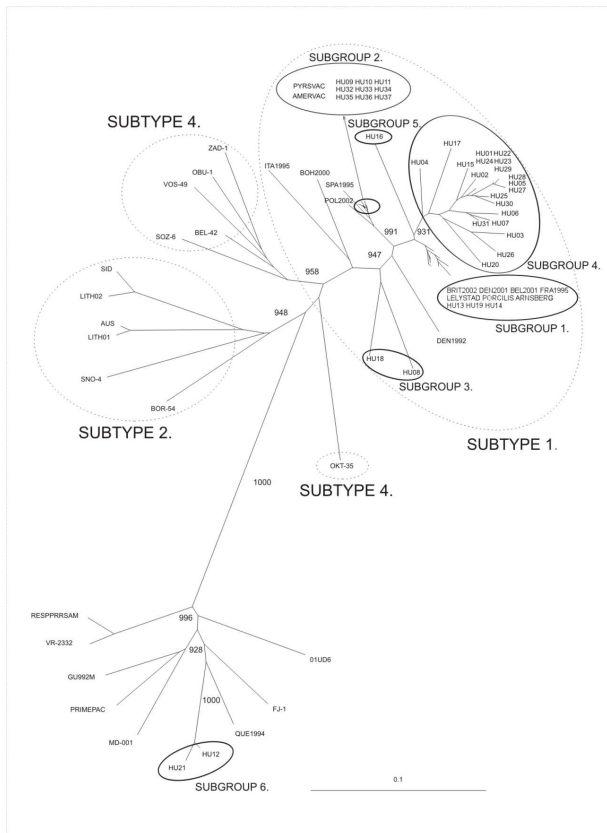 SUBGROUP 2.
PYRSVAC HU09 HU10 HU11
HU32 HU33 HU34
AMERVAC HU35 HU36 HU37
SUBGROUP 5.
HU16
SUBTYPE 4.
ZAD-1
OBU-1
VOS-49
SOZ-6
BEL-42
ITA1995
BOH2000
SPA1995
POL2002
HU17
HU04
HU01 HU22
HU24 HU23
HU15
HU29
HU02
HU28
HU05
HU27
HU25
HU30
HU06
HU31
HU07
HU03
HU26
HU20
SUBGROUP 4.
991
931
947
958
948
BRIT2002 DEN2001 BEL2001 FRA1995
LELYSTAD PORCILIS ARNSBERG
HU13 HU19 HU14
SUBGROUP 1.
DEN1992
HU18
HU08
SUBGROUP 3.
SID
LITH02
AUS
LITH01
SNO-4
BOR-54
SUBTYPE 2.
SUBTYPE 1.
OKT-35
SUBTYPE 4.
1000
RESPPRRSAM
996
VR-2332
928
01UD6
GU992M
1000
PRIMEPAC
FJ-1
MD-001
QUE1994
HU12
HU21
SUBGROUP 6.
0.1